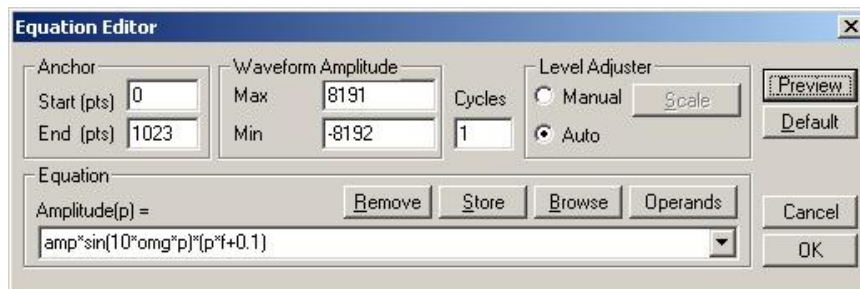 Equation Editor
Anchor
Start (pts) 0
End (pts) 1023
Waveform Amplitude
Max 8191
Min -8192
Cycles
1
Level Adjuster
Manual
Scale
Auto
Preview
Default
Equation
Amplitude(p) =
Remove Store Browse Operands
amp*sin(10*omg*p)*(p*f+0.1)
Cancel
OK